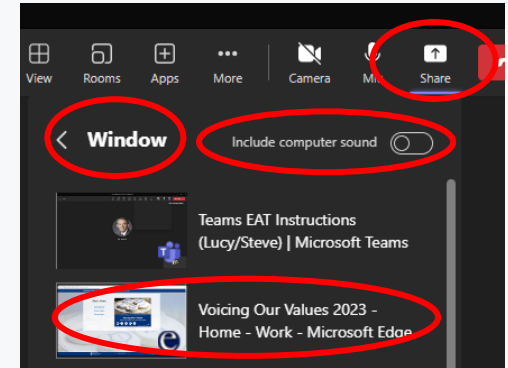 View Rooms Apps More Camera Mic Share
Window Include computer sound
Teams EAT Instructions
(Lucy/Steve) | Microsoft Teams
Voicing Our Values 2023 -
Home - Work - Microsoft Edge